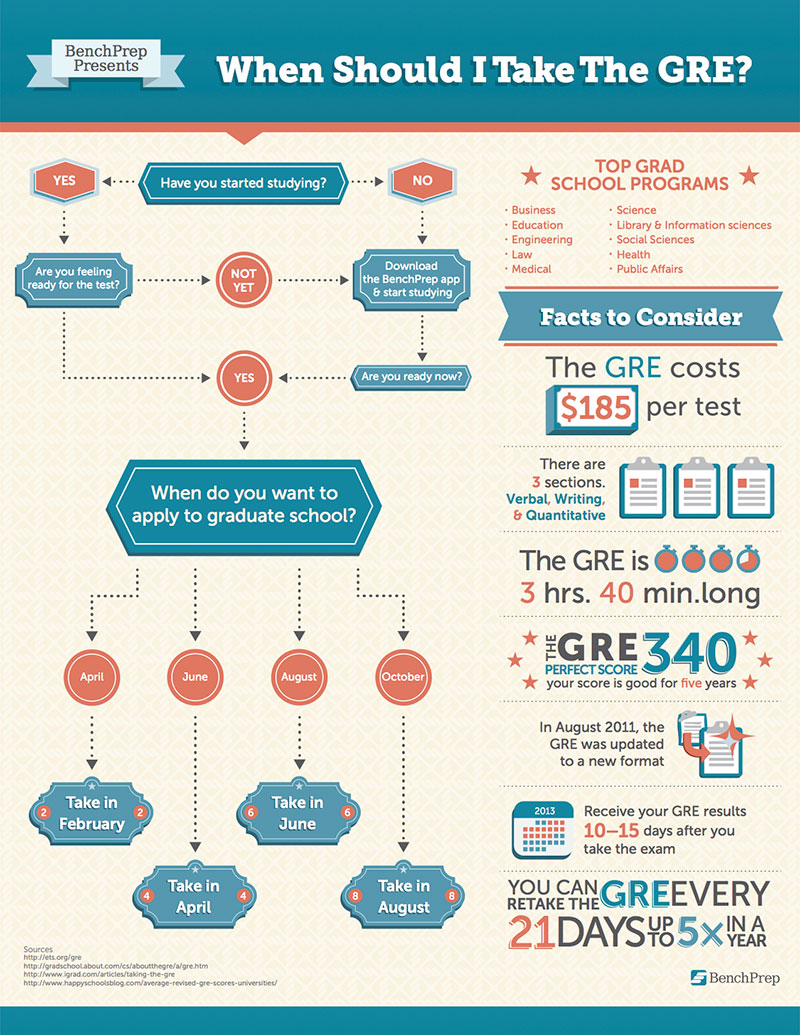 BenchPrep
Presents
When Should I Take The GRE?
YES
Have you started studying?
NO
Are you feeling
ready for the test?
NOT
YET
Download
the BenchPrep app
& start studying
YES
Are you ready now?
When do you want to
apply to graduate school?
April
June
August
October
2
Take in
February
2
6
Take in
June
6
4
Take in
April
4
8
Take in
August
8
Sources
http://ets.org/gre
http://gradschool.about.com/cs/aboutthegre/a/gre.htm
http://www.igrad.com/articles/taking-the-gre
http://www.happyschoolsblog.com/average-revised-gre-scores-universities/
TOP GRAD
SCHOOL PROGRAMS
· Business
· Education
· Engineering
· Law
· Medical
· Science
· Library & Information sciences
· Social Sciences
· Health
· Public Affairs
Facts to Consider
The GRE costs
$185 per test
There are
3 sections.
Verbal, Writing,
& Quantitative
The GRE is
3 hrs. 40 min.long
THE GRE 340
PERFECT SCORE
your score is good for five years
In August 2011, the
GRE was updated
to a new format
2013
Receive your GRE results
10–15 days after you
take the exam
YOU CAN
RETAKE THE GRE EVERY
21 DAYS UP TO 5x IN A YEAR
BenchPrep